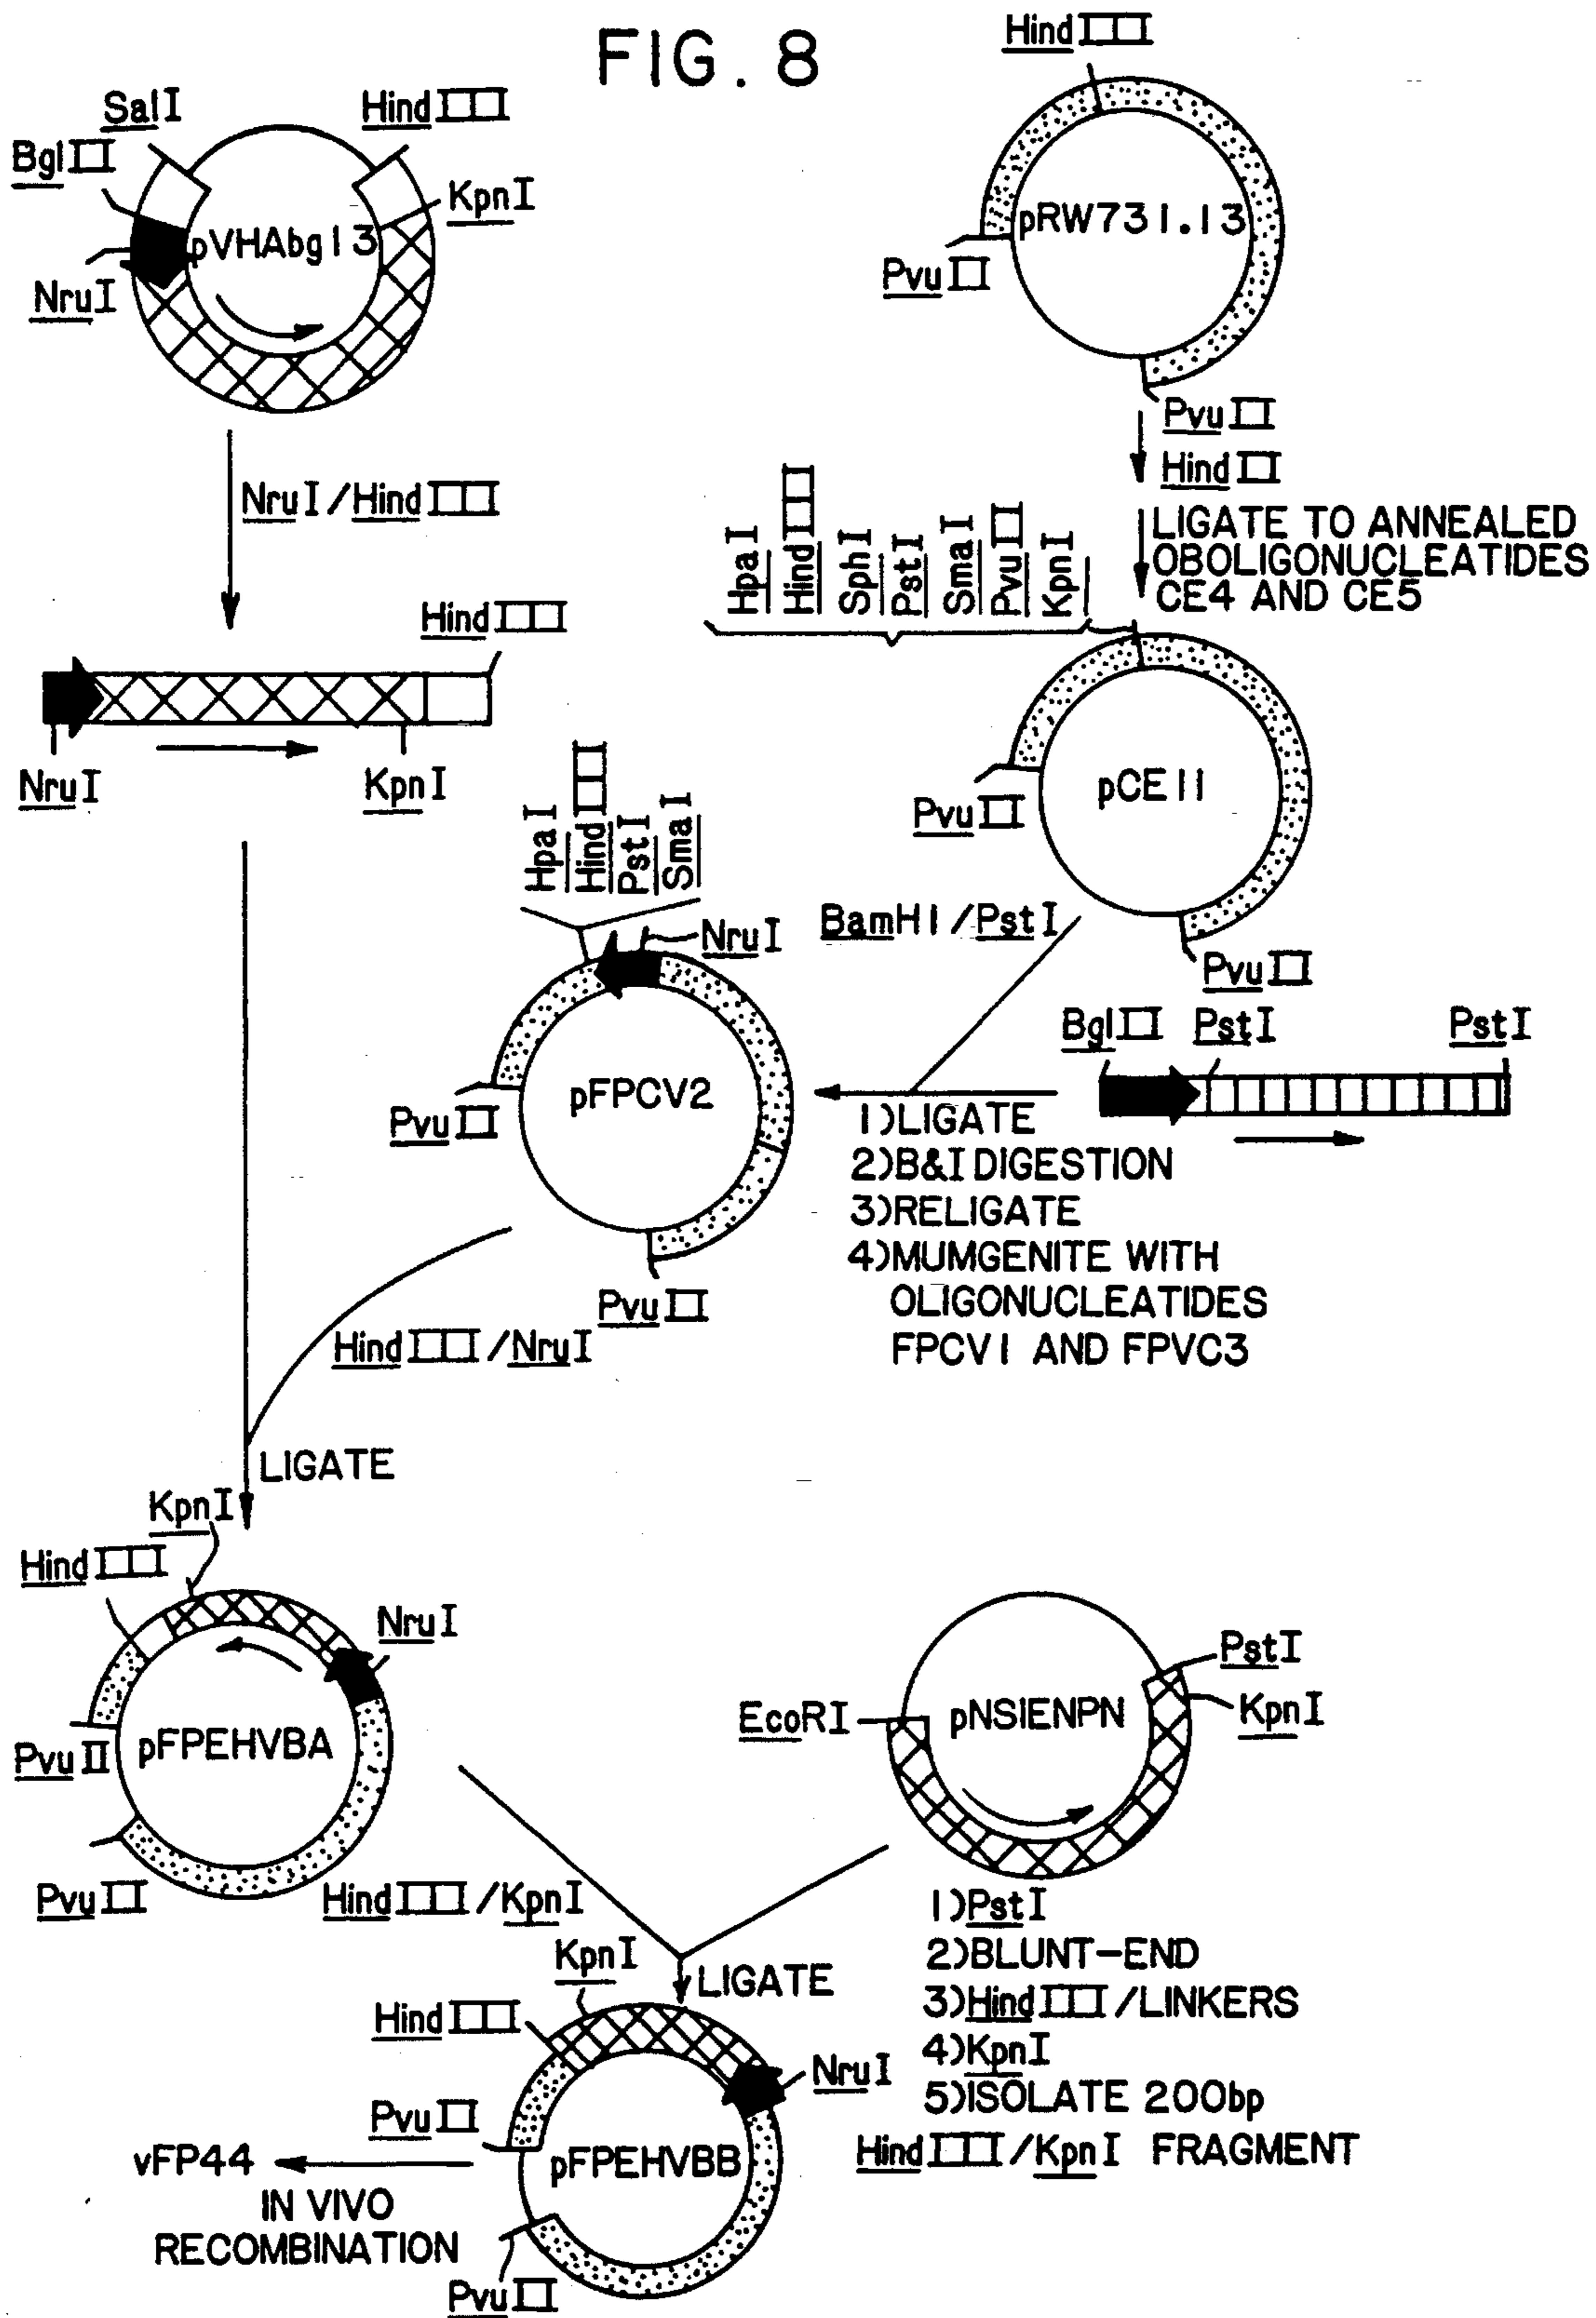 FIG. 8
SalI
HindIII
BglII
KpnI
pVHAbg13
NruI
NruI/HindIII
HindIII
NruI
KpnI
HindIII
pRW731.13
PvuII
PvuII
HindII
LIGATE TO ANNEALED
OBOLIGONUCLEATIDES
CE4 AND CE5
HpaI
HindIII
SphI
PstI
SmaI
PvuII
KpnI
pCE11
PvuII
PvuII
BamHI/PstI
HpaI
HindIII
PstI
SmaI
NruI
pFPCV2
PvuII
PvuII
BglII
PstI
PstI
1)LIGATE
2)B&I DIGESTION
3)RELIGATE
4)MUMGENITE WITH
OLIGONUCLEATIDES
FPCV1 AND FPVC3
HindIII/NruI
LIGATE
KpnI
HindIII
NruI
pFPEHVBA
PvuII
PvuII
HindIII/KpnI
PstI
KpnI
EcoRI
pNSIENPN
1)PstI
2)BLUNT-END
3)HindIII/LINKERS
4)KpnI
5)ISOLATE 200bp
HindIII/KpnI FRAGMENT
LIGATE
KpnI
HindIII
NruI
PvuII
pFPEHVBB
vFP44
IN VIVO
RECOMBINATION
PvuII